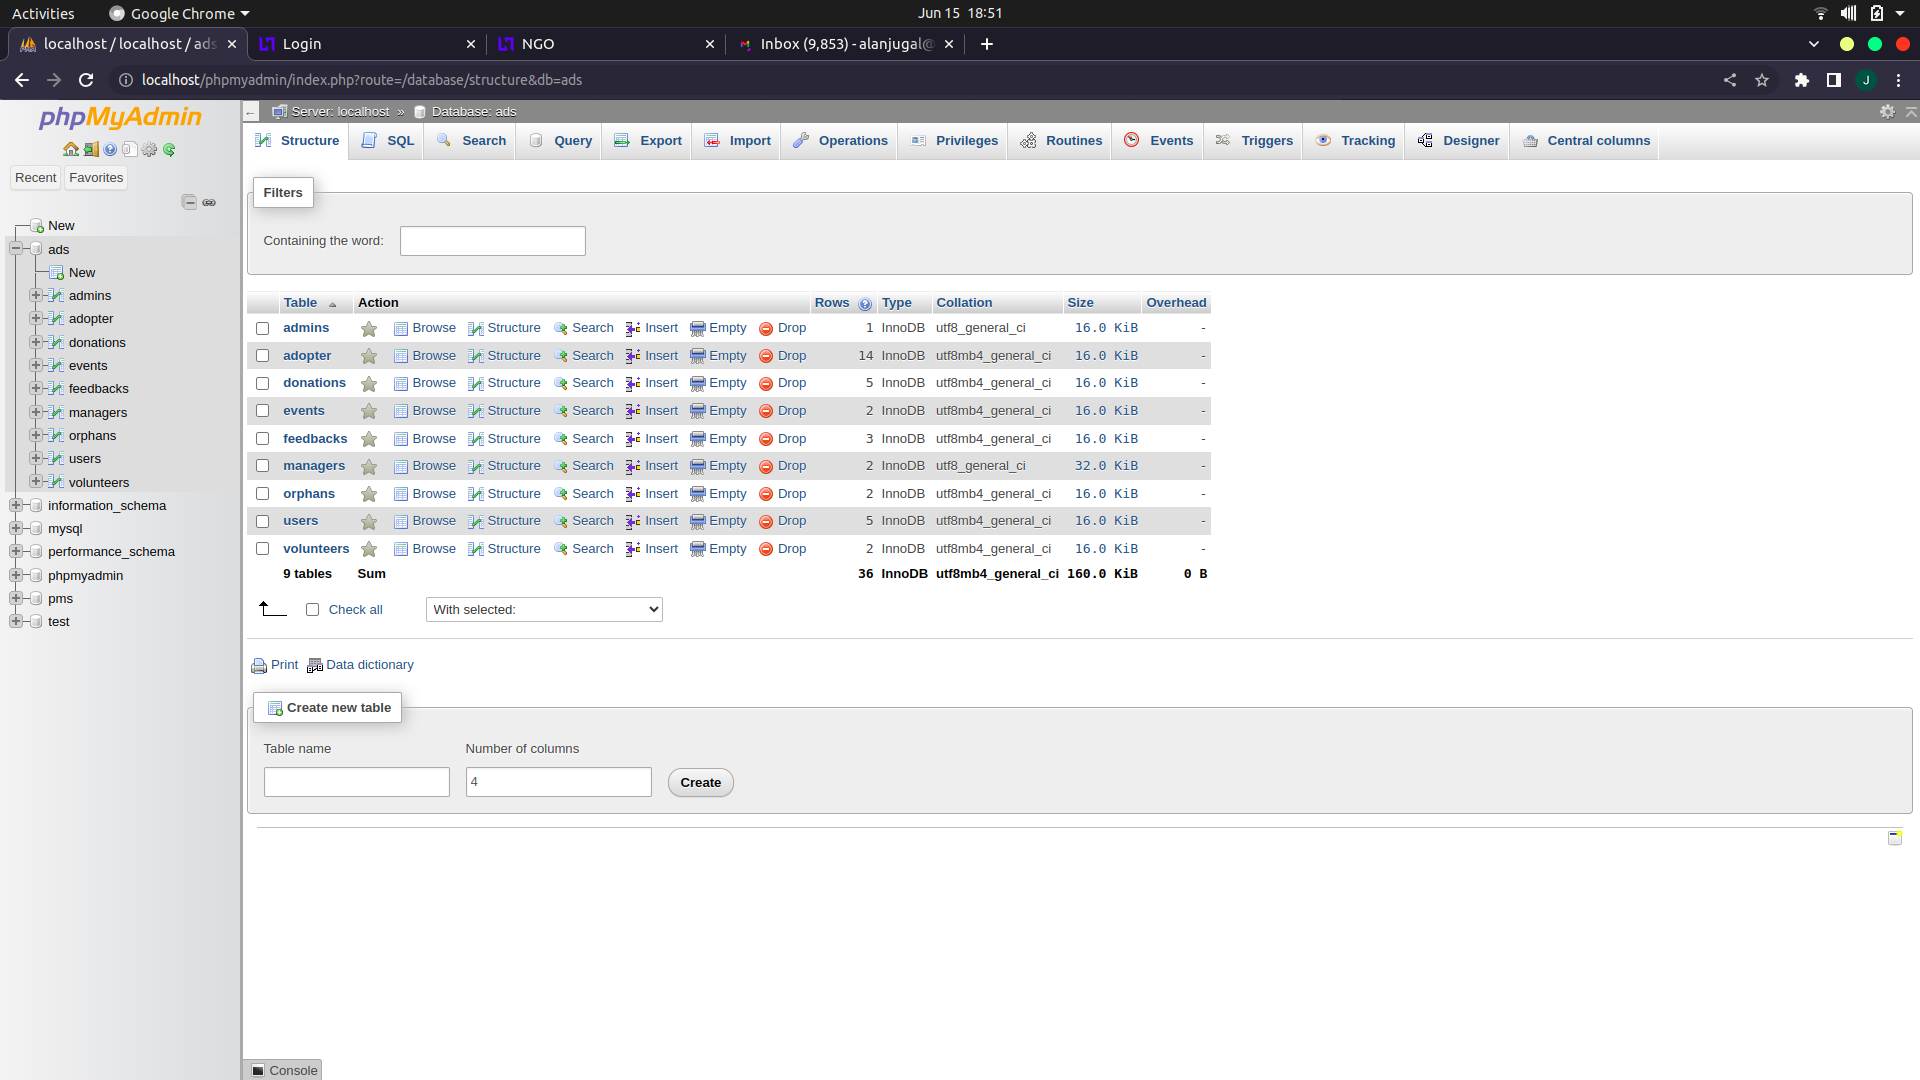 Activities Google Chrome Jun 15 18:51
localhost / localhost / ads Login NGO Inbox (9,853) - alanjugal@
localhost/phpmyadmin/index.php?route=/database/structure&db=ads J
phpMyAdmin
Recent Favorites
New
ads
New
admins
adopter
donations
events
feedbacks
managers
orphans
users
volunteers
information_schema
mysql
performance_schema
phpmyadmin
pms
test
Server: localhost » Database: ads
Structure SQL Search Query Export Import Operations Privileges Routines Events Triggers Tracking Designer Central columns
Filters
Containing the word:
Table Action Rows Type Collation Size Overhead
admins Browse Structure Search Insert Empty Drop 1 InnoDB utf8_general_ci 16.0 KiB -
adopter Browse Structure Search Insert Empty Drop 14 InnoDB utf8mb4_general_ci 16.0 KiB -
donations Browse Structure Search Insert Empty Drop 5 InnoDB utf8mb4_general_ci 16.0 KiB -
events Browse Structure Search Insert Empty Drop 2 InnoDB utf8mb4_general_ci 16.0 KiB -
feedbacks Browse Structure Search Insert Empty Drop 3 InnoDB utf8mb4_general_ci 16.0 KiB -
managers Browse Structure Search Insert Empty Drop 2 InnoDB utf8_general_ci 32.0 KiB -
orphans Browse Structure Search Insert Empty Drop 2 InnoDB utf8mb4_general_ci 16.0 KiB -
users Browse Structure Search Insert Empty Drop 5 InnoDB utf8mb4_general_ci 16.0 KiB -
volunteers Browse Structure Search Insert Empty Drop 2 InnoDB utf8mb4_general_ci 16.0 KiB -
9 tables Sum 36 InnoDB utf8mb4_general_ci 160.0 KiB 0 B
Check all With selected:
Print Data dictionary
Create new table
Table name Number of columns
4 Create
Console